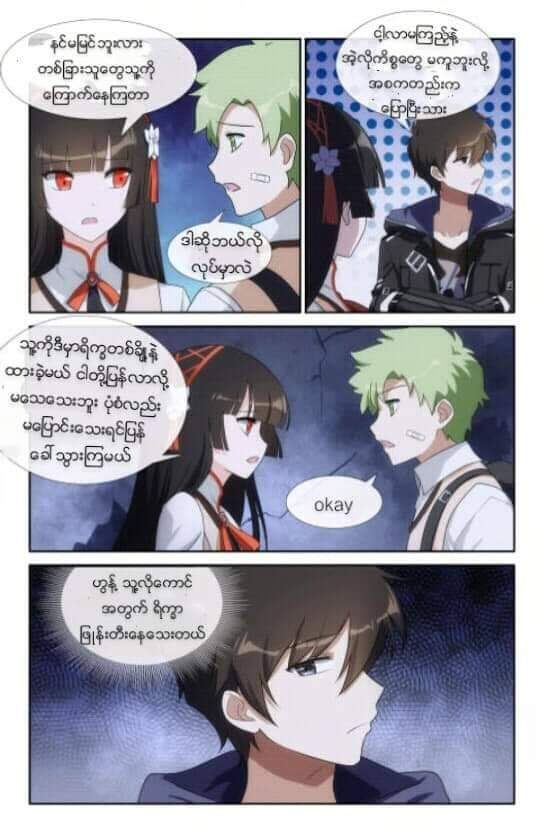 နင်မမြင်ဘူးလား
တစ်ခြားသူတွေသူ့ကို
ကြောက်နေကြတာ
ဒါဆိုဘယ်လို
လုပ်မှာလဲ
ငါ့လာမကြည့်နဲ့
အဲ့လိုကိစ္စတွေ မကူဘူးလို့
အစကတည်းက
ပြောပြီးသား
သူ့ကိုဒီမှာရိက္ခတစ်ချို့နဲ့
ထားခဲ့မယ် ငါတို့ပြန်လာလို့
မသေသေးဘူး ပုံစံလည်း
မပြောင်းသေးရင်ပြန်
ခေါ်သွားကြမယ်
okay
ဟွန့် သူ့လိုကောင်
အတွက် ရိက္ခာ
ဖြုန်းတီးနေသေးတယ်